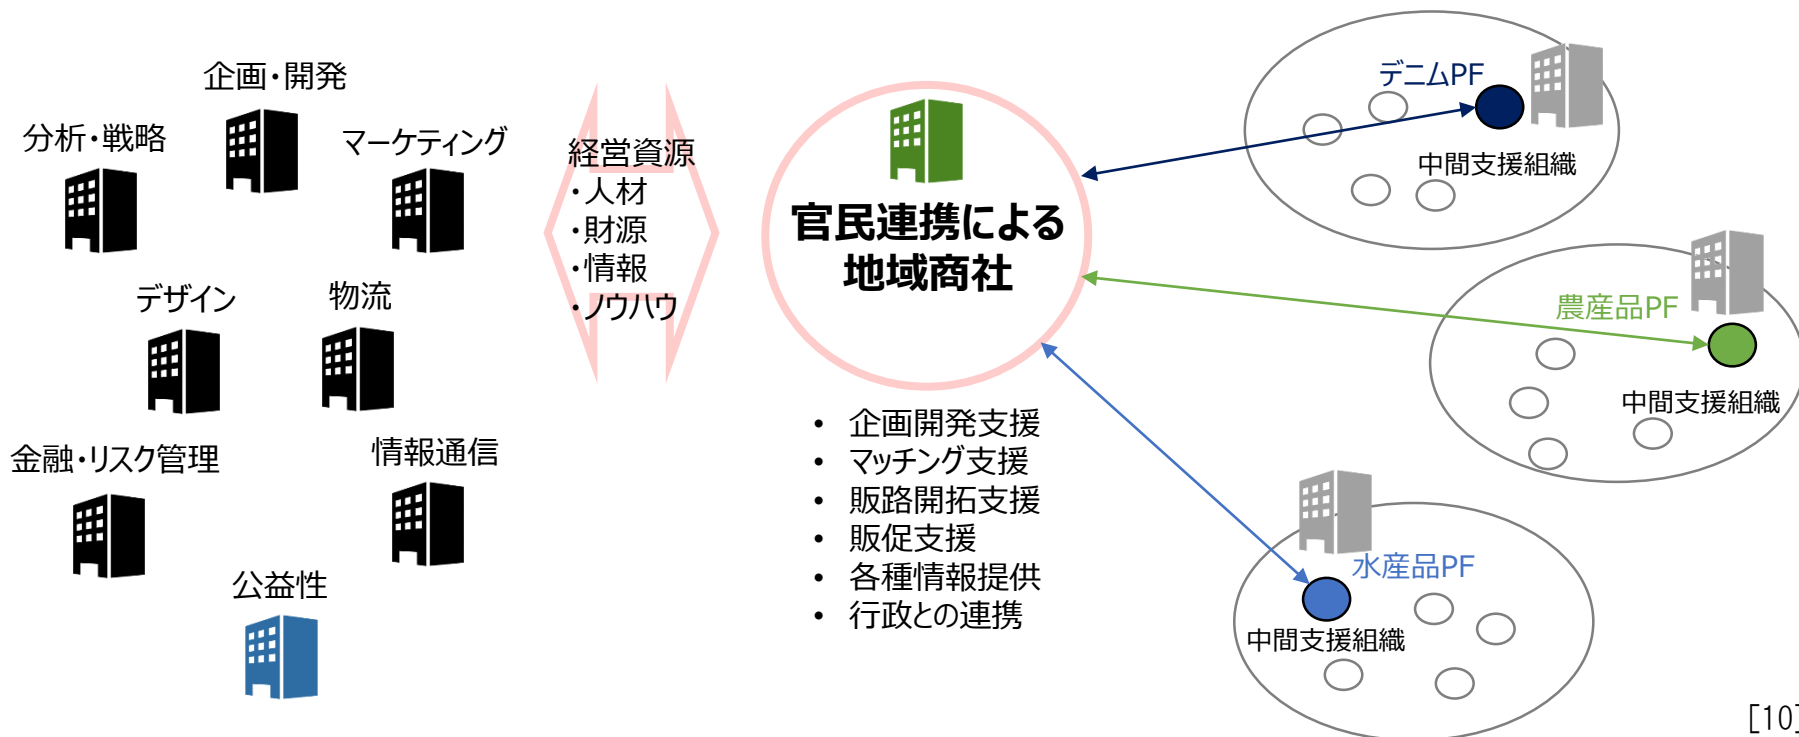 企画・開発
分析・戦略
マーケティング
デザイン
物流
金融・リスク管理
情報通信
公益性
経営資源
・人材
・財源
・情報
・ノウハウ
官民連携による
地域商社
• 企画開発支援
• マッチング支援
• 販路開拓支援
• 販促支援
• 各種情報提供
• 行政との連携
デニムPF
中間支援組織
農産品PF
中間支援組織
水産品PF
中間支援組織
[10]